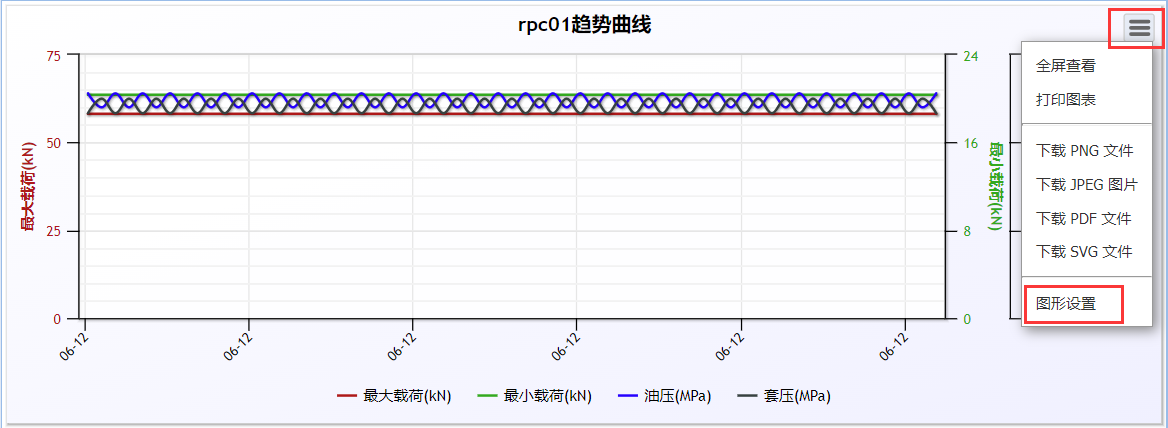 rpc01趋势曲线
全屏查看
打印图表
下载 PNG 文件
下载 JPEG 图片
下载 PDF 文件
下载 SVG 文件
图形设置
75
50
25
0
最大载荷(kN)
24
16
8
0
最小载荷(kN)
06-12
06-12
06-12
06-12
06-12
06-12
最大载荷(kN)
最小载荷(kN)
油压(MPa)
套压(MPa)